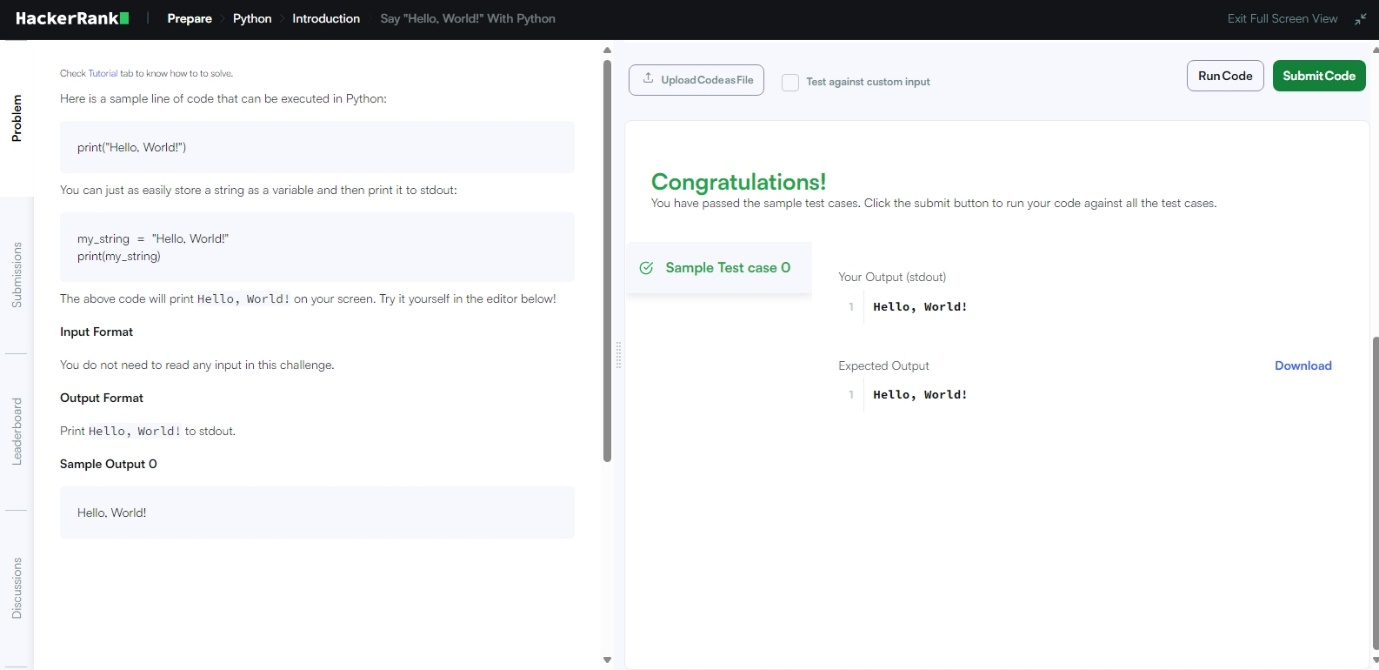 HackerRank Prepare Python Introduction Say "Hello, World!" With Python Exit Full Screen View
Problem
Submissions
Leaderboard
Discussions
Check Tutorial tab to know how to to solve.
Here is a sample line of code that can be executed in Python:
print("Hello, World!")
You can just as easily store a string as a variable and then print it to stdout:
my_string = "Hello, World!"
print(my_string)
The above code will print Hello, World! on your screen. Try it yourself in the editor below!
Input Format
You do not need to read any input in this challenge.
Output Format
Print Hello, World! to stdout.
Sample Output 0
Hello, World!
Upload Code as File Test against custom input Run Code Submit Code
Congratulations!
You have passed the sample test cases. Click the submit button to run your code against all the test cases.
Sample Test case 0
Your Output (stdout)
1 Hello, World!
Expected Output Download
1 Hello, World!